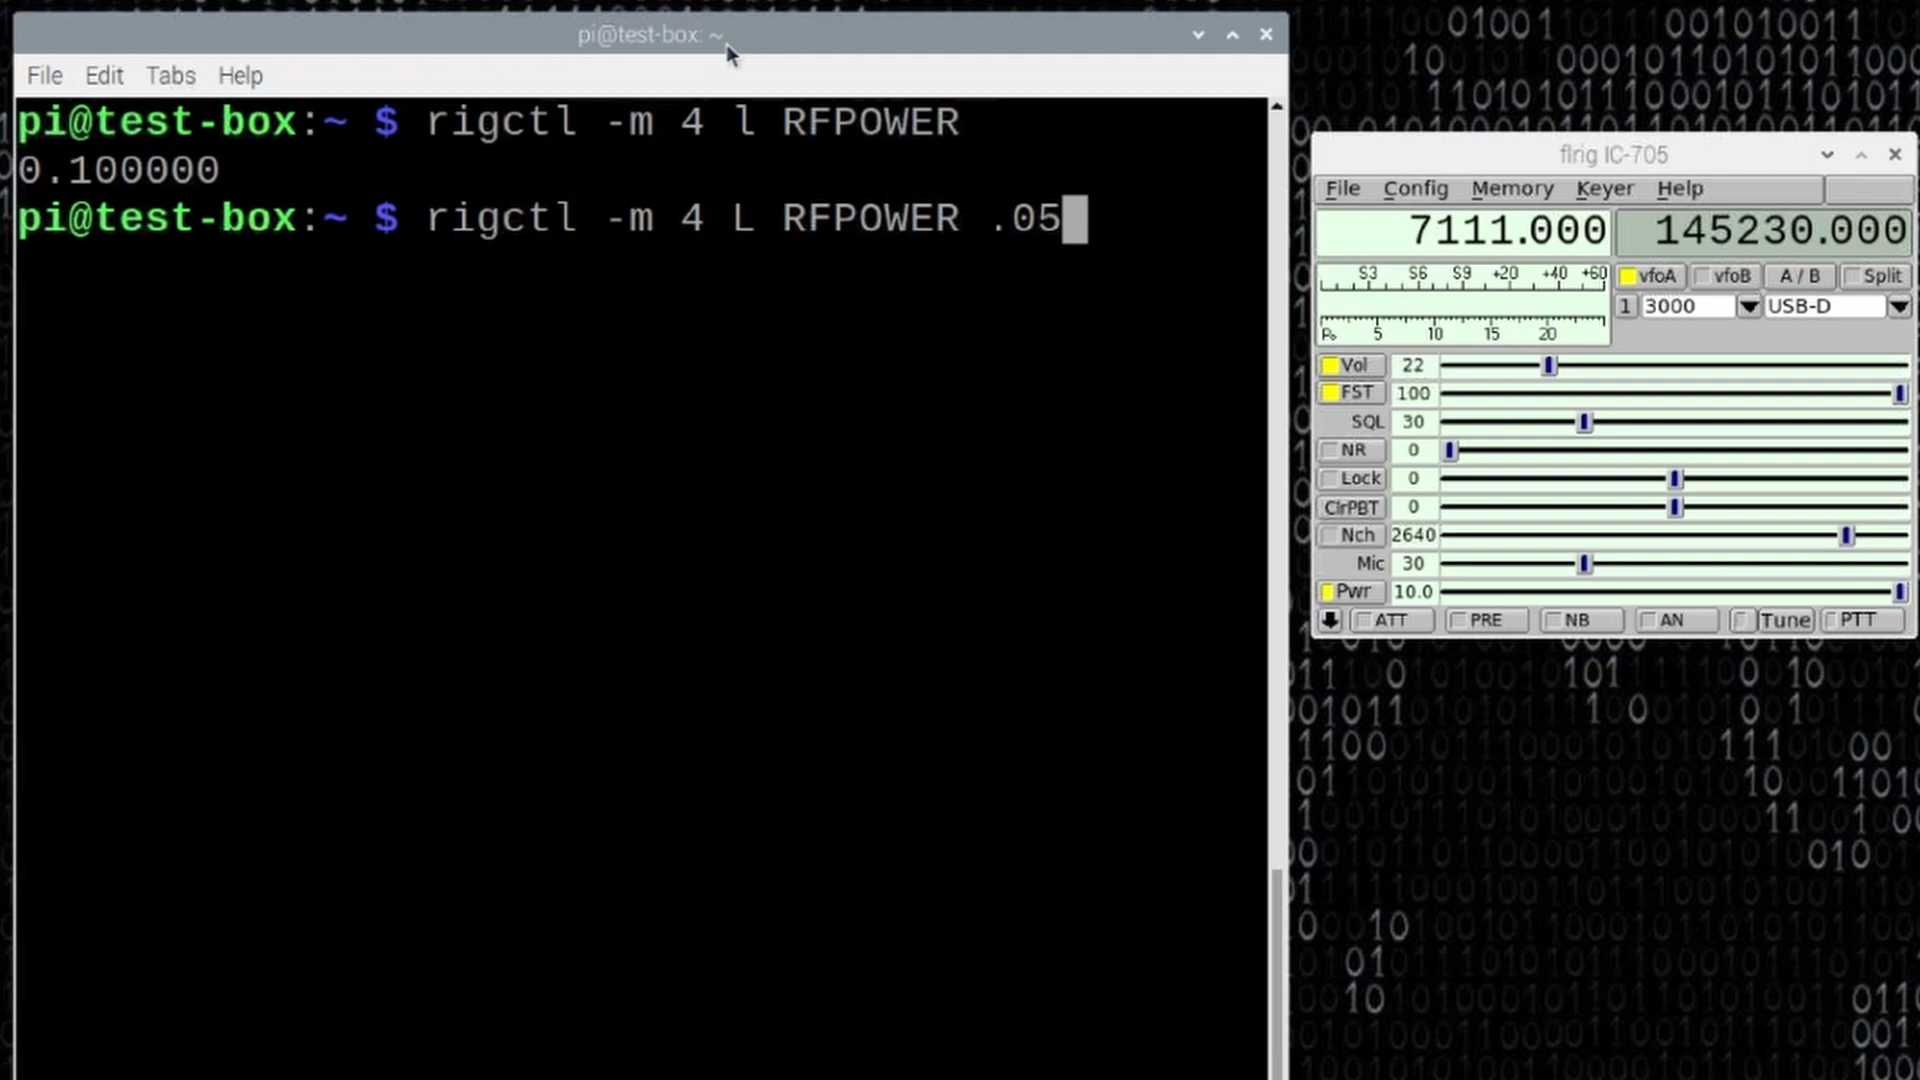 pi@test-box: ~
File Edit Tabs Help
pi@test-box:~ $ rigctl -m 4 l RFPOWER
0.100000
pi@test-box:~ $ rigctl -m 4 L RFPOWER .05
flrig IC-705
File Config Memory Keyer Help
7111.000 145230.000
S3 S6 S9 +20 +40 +60
vfoA vfoB A / B Split
1 3000 USB-D
Po 5 10 15 20
Vol 22
FST 100
SQL 30
NR 0
Lock 0
ClrPBT 0
Nch 2640
Mic 30
Pwr 10.0
ATT PRE NB AN Tune PTT